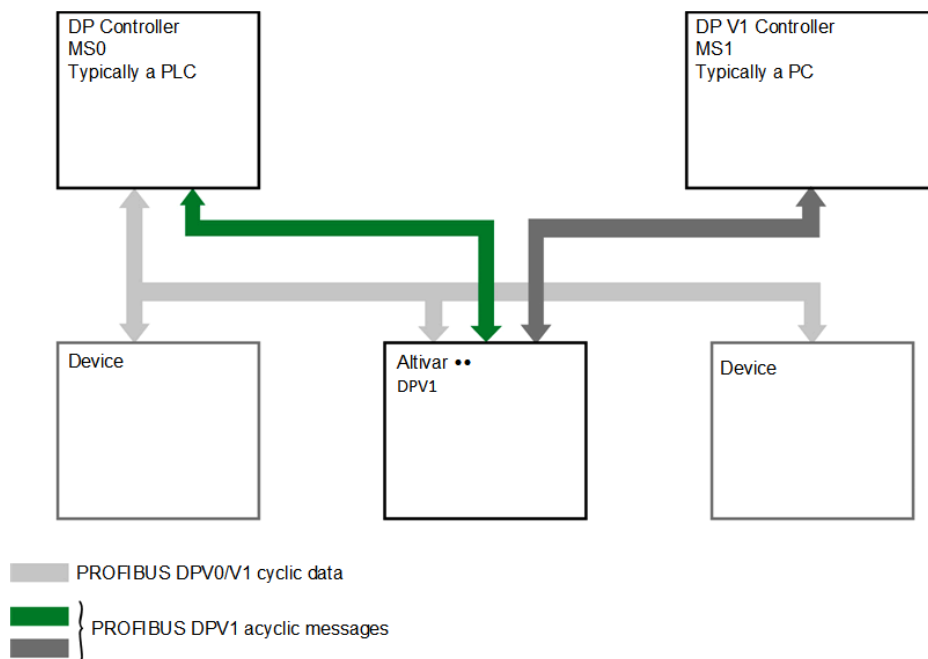 DP Controller
MS0
Typically a PLC
DP V1 Controller
MS1
Typically a PC
Device
Altivar ••
DPV1
Device
PROFIBUS DPV0/V1 cyclic data
PROFIBUS DPV1 acyclic messages